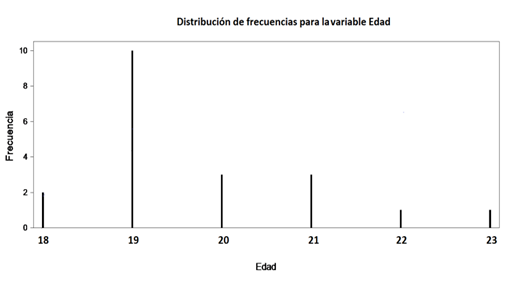 Distribución de frecuencias para la variable Edad
10
8
6
4
2
0
Frecuencia
18 19 20 21 22 23
Edad